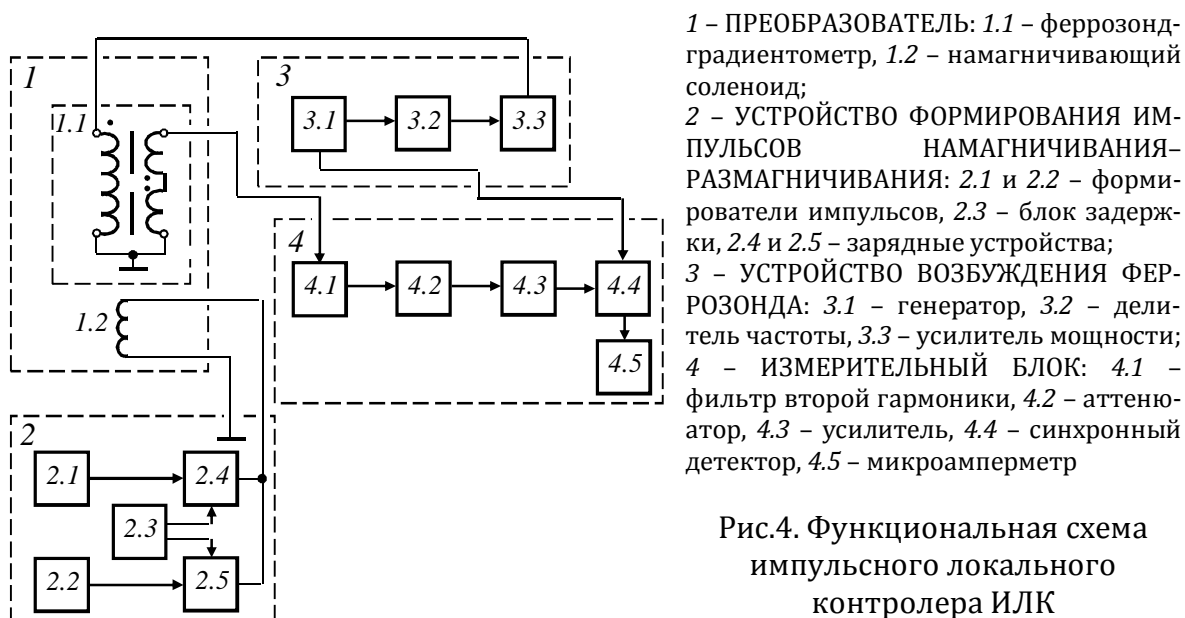 1
1.1
1.2
3
3.1
3.2
3.3
4
4.1
4.2
4.3
4.4
4.5
2
2.1
2.4
2.3
2.2
2.5
1 – ПРЕОБРАЗОВАТЕЛЬ: 1.1 – феррозонд-
градиентометр, 1.2 – намагничивающий
соленоид;
2 – УСТРОЙСТВО ФОРМИРОВАНИЯ ИМ-
ПУЛЬСОВ НАМАГНИЧИВАНИЯ–
РАЗМАГНИЧИВАНИЯ: 2.1 и 2.2 – форми-
рователи импульсов, 2.3 – блок задерж-
ки, 2.4 и 2.5 – зарядные устройства;
3 – УСТРОЙСТВО ВОЗБУЖДЕНИЯ ФЕР-
РОЗОНДА: 3.1 – генератор, 3.2 – дели-
тель частоты, 3.3 – усилитель мощности;
4 – ИЗМЕРИТЕЛЬНЫЙ БЛОК: 4.1 –
фильтр второй гармоники, 4.2 – аттеню-
атор, 4.3 – усилитель, 4.4 – синхронный
детектор, 4.5 – микроамперметр
Рис.4. Функциональная схема
импульсного локального
контролера ИЛК